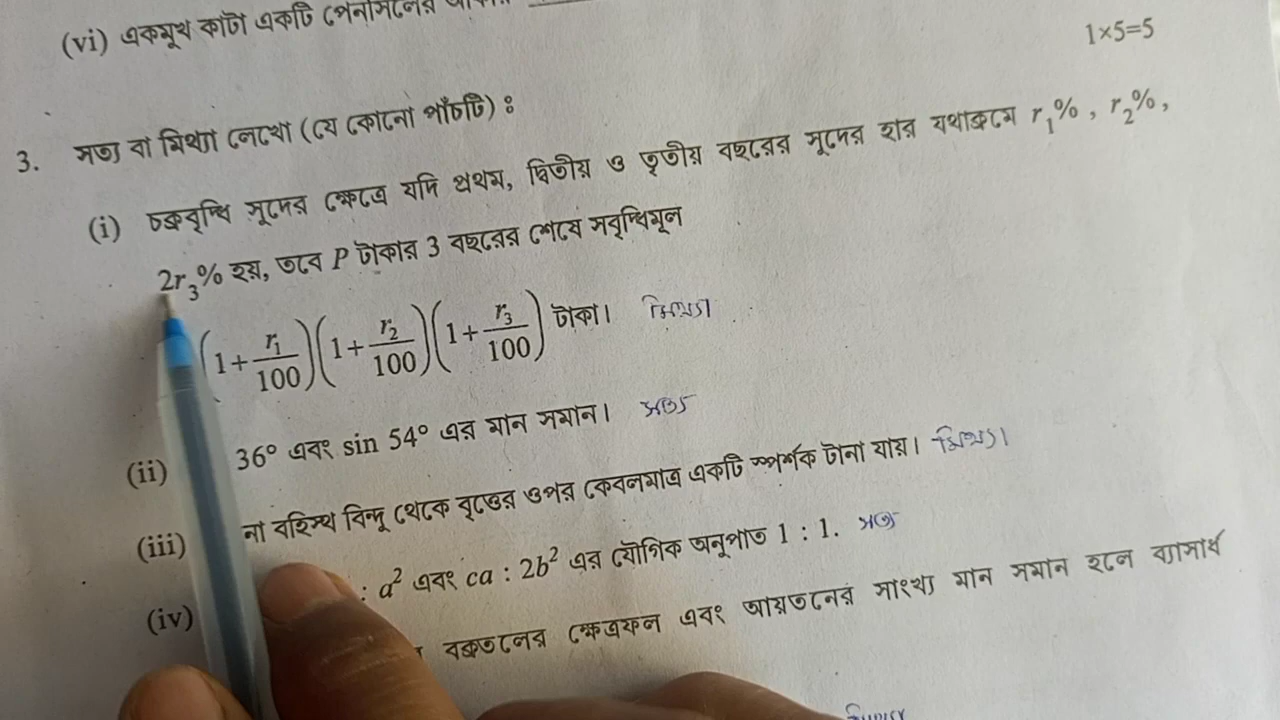 (vi) একমুখ কাটা একটি পেনসিলের
1×5=5
3. সত্য বা মিথ্যা লেখো (যে কোনো পাঁচটি) :
(i) চক্রবৃদ্ধি সুদের ক্ষেত্রে যদি প্রথম, দ্বিতীয় ও তৃতীয় বছরের সুদের হার যথাক্রমে r₁%, r₂%,
2r₃% হয়, তবে P টাকার 3 বছরের শেষে সবৃদ্ধিমূল
(1+r₁/100)(1+r₂/100)(1+r₃/100) টাকা। মিথ্যা
(ii) 36° এবং sin 54° এর মান সমান। সত্য
(iii) বহিস্থ বিন্দু থেকে বৃত্তের ওপর কেবলমাত্র একটি স্পর্শক টানা যায়। মিথ্যা
(iv) : a² এবং ca : 2b² এর যৌগিক অনুপাত 1 : 1. সত্য
বক্রতলের ক্ষেত্রফল এবং আয়তনের সাংখ্য মান সমান হলে ব্যাসার্ধ